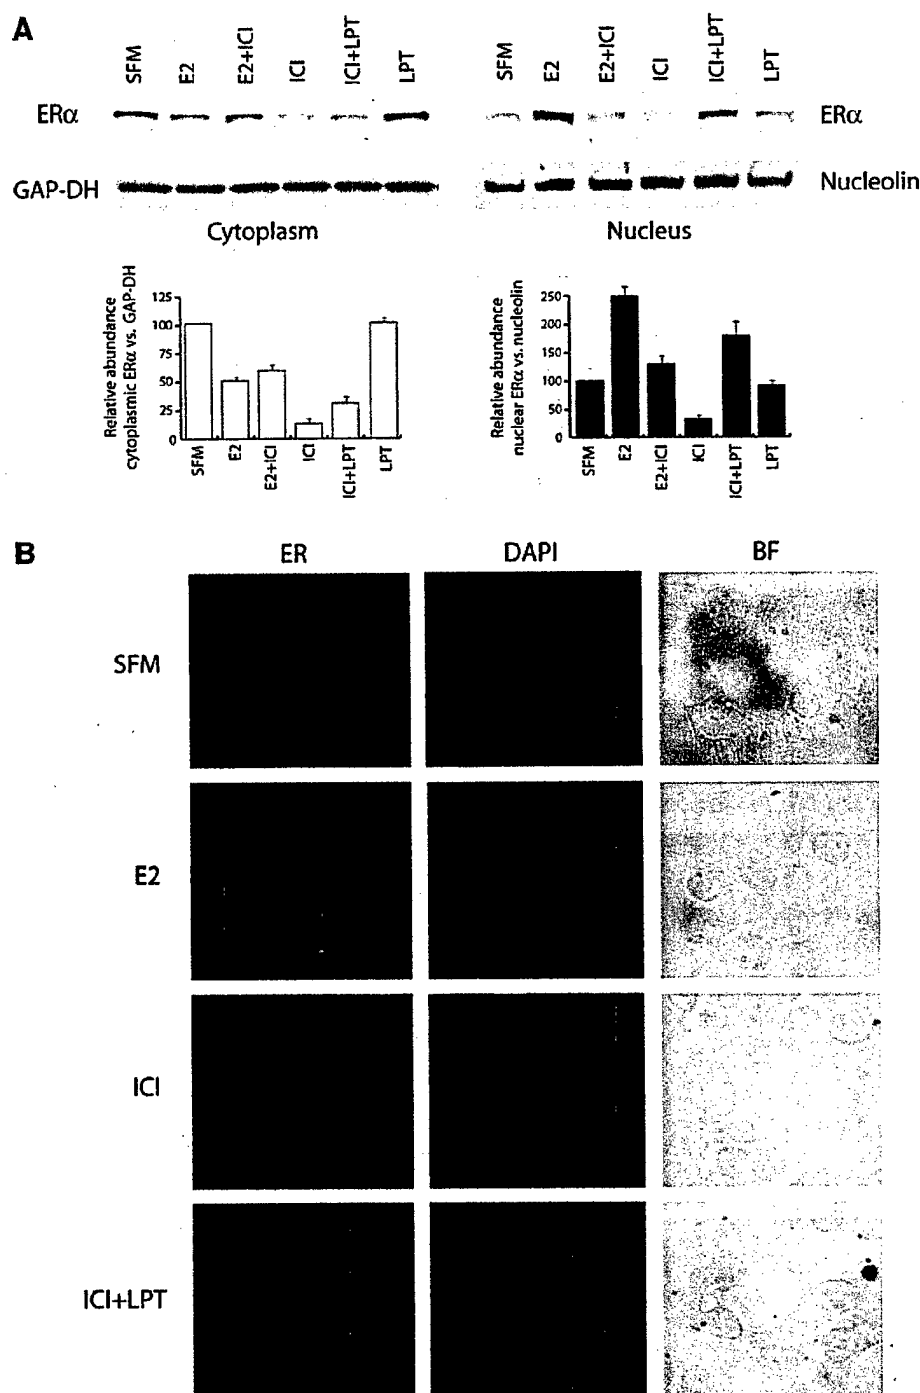 A
SFM E2 E2+ICI ICI ICI+LPT LPT
SFM E2 E2+ICI ICI ICI+LPT LPT
ERα ERα
GAP-DH Nucleolin
Cytoplasm Nucleus
Relative abundance
cytoplasmic ERα vs. GAP-DH
125
100
75
50
25
0
SFM E2 E2+ICI ICI ICI+LPT LPT
Relative abundance
nuclear ERα vs. nucleolin
250
200
150
100
50
0
SFM E2 E2+ICI ICI ICI+LPT LPT
B
ER DAPI BF
SFM
E2
ICI
ICI+LPT